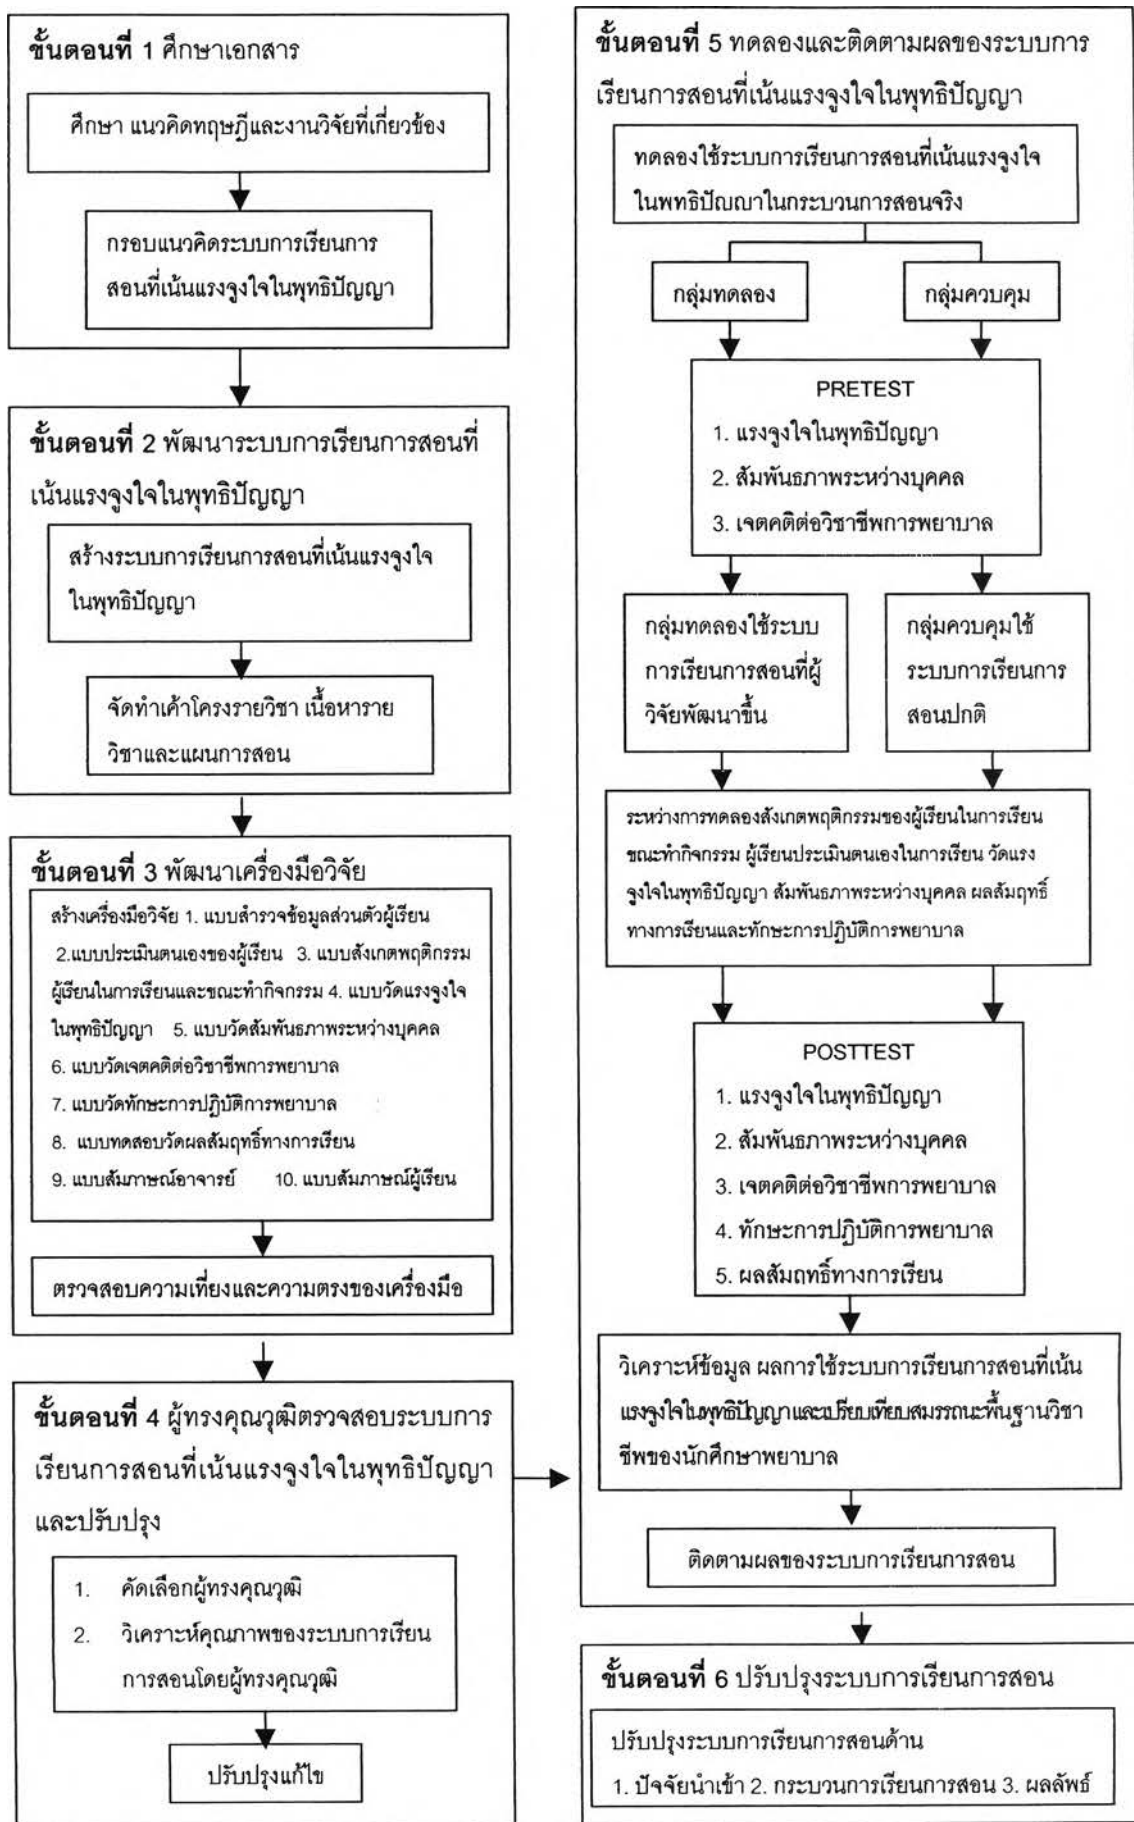 ขั้นตอนที่ 1 ศึกษาเอกสาร
ศึกษา แนวคิดทฤษฎีและงานวิจัยที่เกี่ยวข้อง
กรอบแนวคิดระบบการเรียนการ
สอนที่เน้นแรงจูงใจในพุทธิปัญญา
ขั้นตอนที่ 2 พัฒนาระบบการเรียนการสอนที่
เน้นแรงจูงใจในพุทธิปัญญา
สร้างระบบการเรียนการสอนที่เน้นแรงจูงใจ
ในพุทธิปัญญา
จัดทำเค้าโครงรายวิชา เนื้อหาราย
วิชาและแผนการสอน
ขั้นตอนที่ 3 พัฒนาเครื่องมือวิจัย
สร้างเครื่องมือวิจัย 1. แบบสำรวจข้อมูลส่วนตัวผู้เรียน
2.แบบประเมินตนเองของผู้เรียน 3. แบบสังเกตพฤติกรรม
ผู้เรียนในการเรียนและขณะทำกิจกรรม 4. แบบวัดแรงจูงใจ
ในพุทธิปัญญา 5. แบบวัดสัมพันธภาพระหว่างบุคคล
6. แบบวัดเจตคติต่อวิชาชีพการพยาบาล
7. แบบวัดทักษะการปฏิบัติการพยาบาล
8. แบบทดสอบวัดผลสัมฤทธิ์ทางการเรียน
9. แบบสัมภาษณ์อาจารย์ 10. แบบสัมภาษณ์ผู้เรียน
ตรวจสอบความเที่ยงและความตรงของเครื่องมือ
ขั้นตอนที่ 4 ผู้ทรงคุณวุฒิตรวจสอบระบบการ
เรียนการสอนที่เน้นแรงจูงใจในพุทธิปัญญา
และปรับปรุง
1. คัดเลือกผู้ทรงคุณวุฒิ
2. วิเคราะห์คุณภาพของระบบการเรียน
การสอนโดยผู้ทรงคุณวุฒิ
ปรับปรุงแก้ไข
ขั้นตอนที่ 5 ทดลองและติดตามผลของระบบการ
เรียนการสอนที่เน้นแรงจูงใจในพุทธิปัญญา
ทดลองใช้ระบบการเรียนการสอนที่เน้นแรงจูงใจ
ในพทธิปัญญาในกระบวนการสอนจริง
กลุ่มทดลอง
กลุ่มควบคุม
PRETEST
1. แรงจูงใจในพุทธิปัญญา
2. สัมพันธภาพระหว่างบุคคล
3. เจตคติต่อวิชาชีพการพยาบาล
กลุ่มทดลองใช้ระบบ
การเรียนการสอนที่ผู้
วิจัยพัฒนาขึ้น
กลุ่มควบคุมใช้
ระบบการเรียนการ
สอนปกติ
ระหว่างการทดลองสังเกตพฤติกรรมของผู้เรียนในการเรียน
ขณะทำกิจกรรม ผู้เรียนประเมินตนเองในการเรียน วัดแรง
จูงใจในพุทธิปัญญา สัมพันธภาพระหว่างบุคคล ผลสัมฤทธิ์
ทางการเรียนและทักษะการปฏิบัติการพยาบาล
POSTTEST
1. แรงจูงใจในพุทธิปัญญา
2. สัมพันธภาพระหว่างบุคคล
3. เจตคติต่อวิชาชีพการพยาบาล
4. ทักษะการปฏิบัติการพยาบาล
5. ผลสัมฤทธิ์ทางการเรียน
วิเคราะห์ข้อมูล ผลการใช้ระบบการเรียนการสอนที่เน้น
แรงจูงใจในพุทธิปัญญาและเปรียบเทียบสมรรถนะพื้นฐานวิชา
ชีพของนักศึกษาพยาบาล
ติดตามผลของระบบการเรียนการสอน
ขั้นตอนที่ 6 ปรับปรุงระบบการเรียนการสอน
ปรับปรุงระบบการเรียนการสอนด้าน
1. ปัจจัยนำเข้า 2. กระบวนการเรียนการสอน 3. ผลลัพธ์